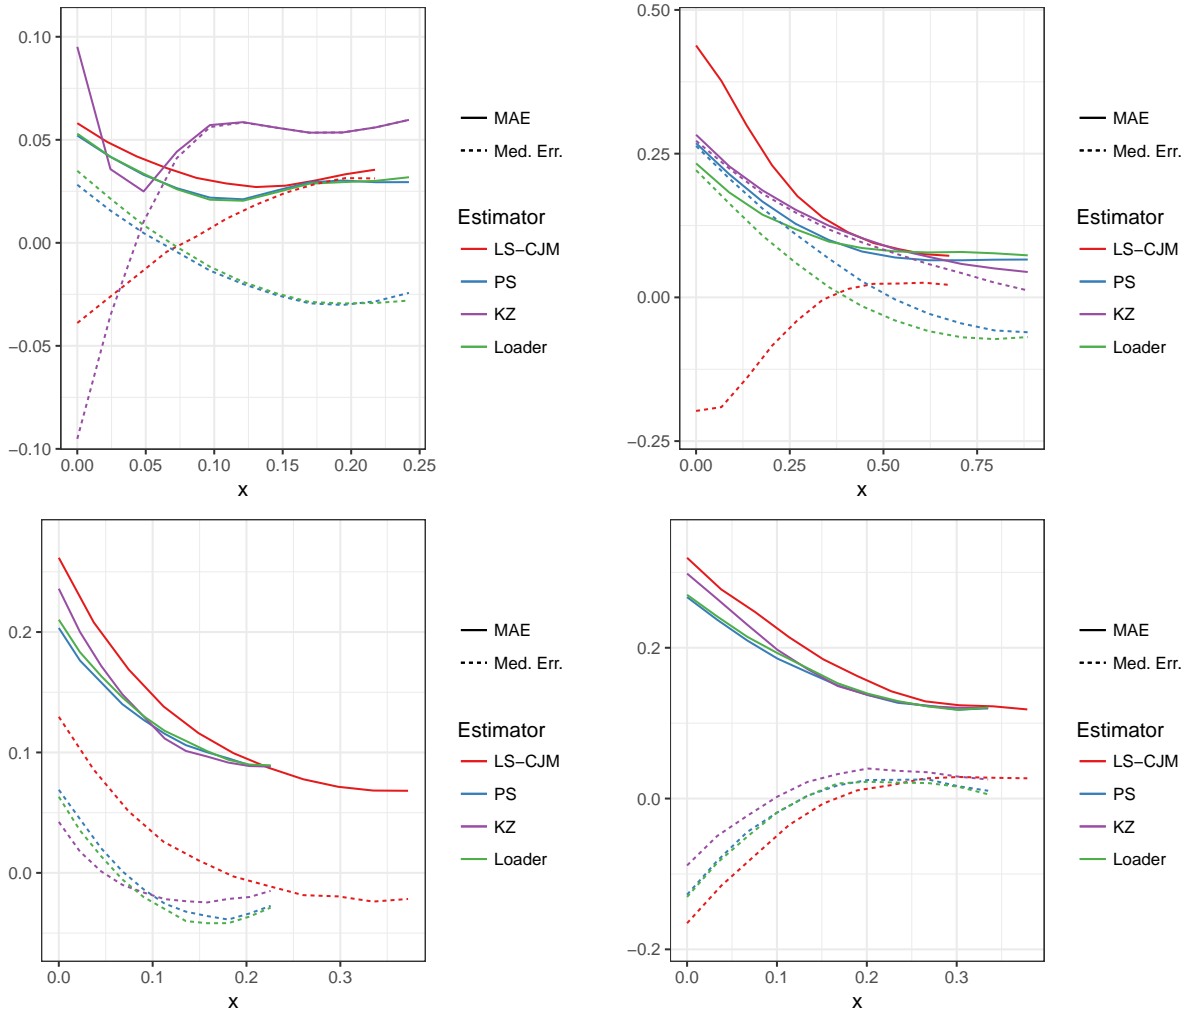 0.10
0.05
0.00
−0.05
−0.10
0.00 0.05 0.10 0.15 0.20 0.25
x
MAE
Med. Err.
Estimator
LS−CJM
PS
KZ
Loader
0.50
0.25
0.00
−0.25
0.00 0.25 0.50 0.75
x
MAE
Med. Err.
Estimator
LS−CJM
PS
KZ
Loader
0.2
0.1
0.0
0.0 0.1 0.2 0.3
x
MAE
Med. Err.
Estimator
LS−CJM
PS
KZ
Loader
0.2
0.0
−0.2
0.0 0.1 0.2 0.3
x
MAE
Med. Err.
Estimator
LS−CJM
PS
KZ
Loader